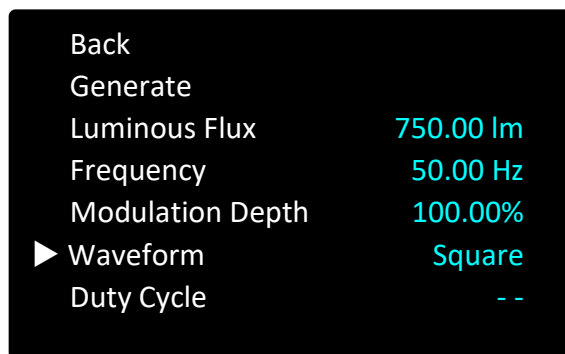 Back
Generate
Luminous Flux 750.00 lm
Frequency 50.00 Hz
Modulation Depth 100.00%
Waveform Square
Duty Cycle - -